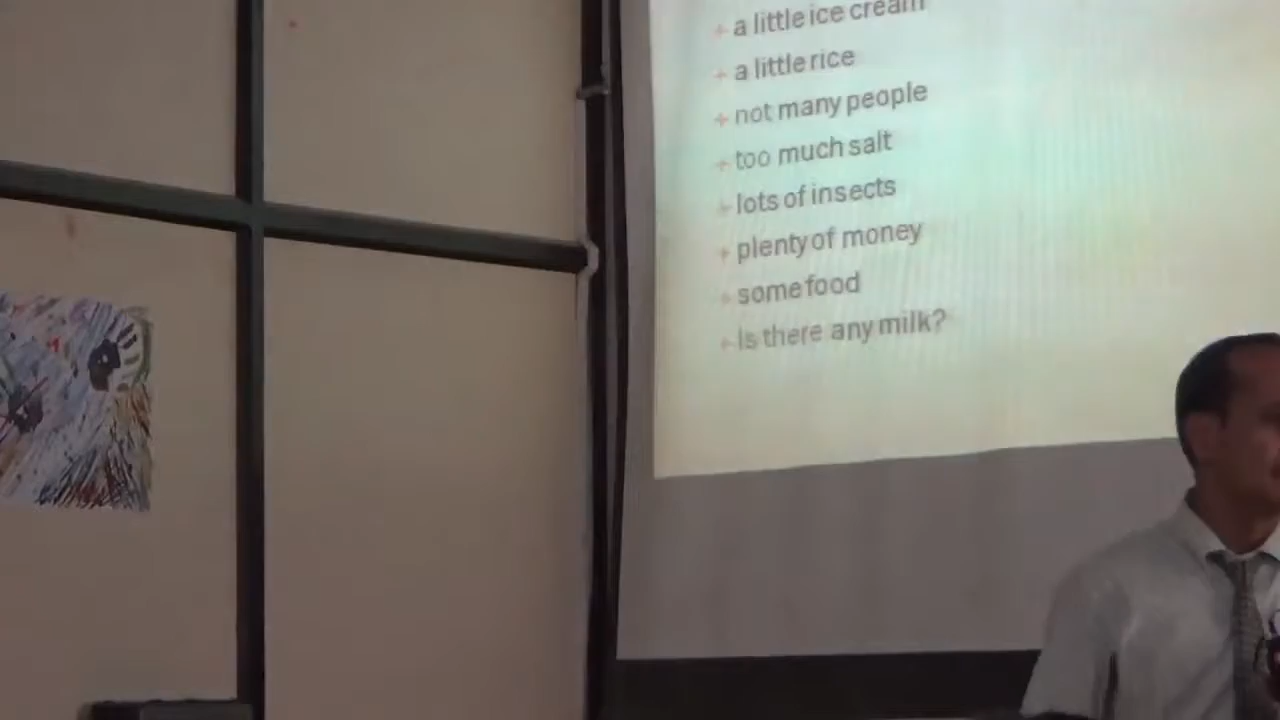 a little ice cream
a little rice
not many people
too much salt
lots of insects
plenty of money
some food
Is there any milk?